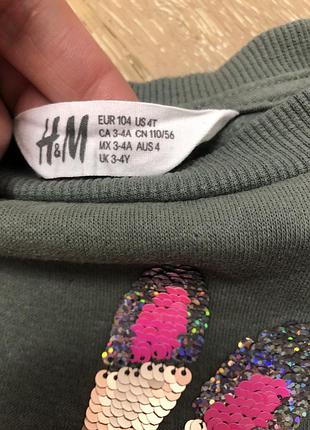 H&M
EUR 104 US 4T
CA 3-4A CN 110/56
MX 3-4A AUS 4
UK 3-4Y